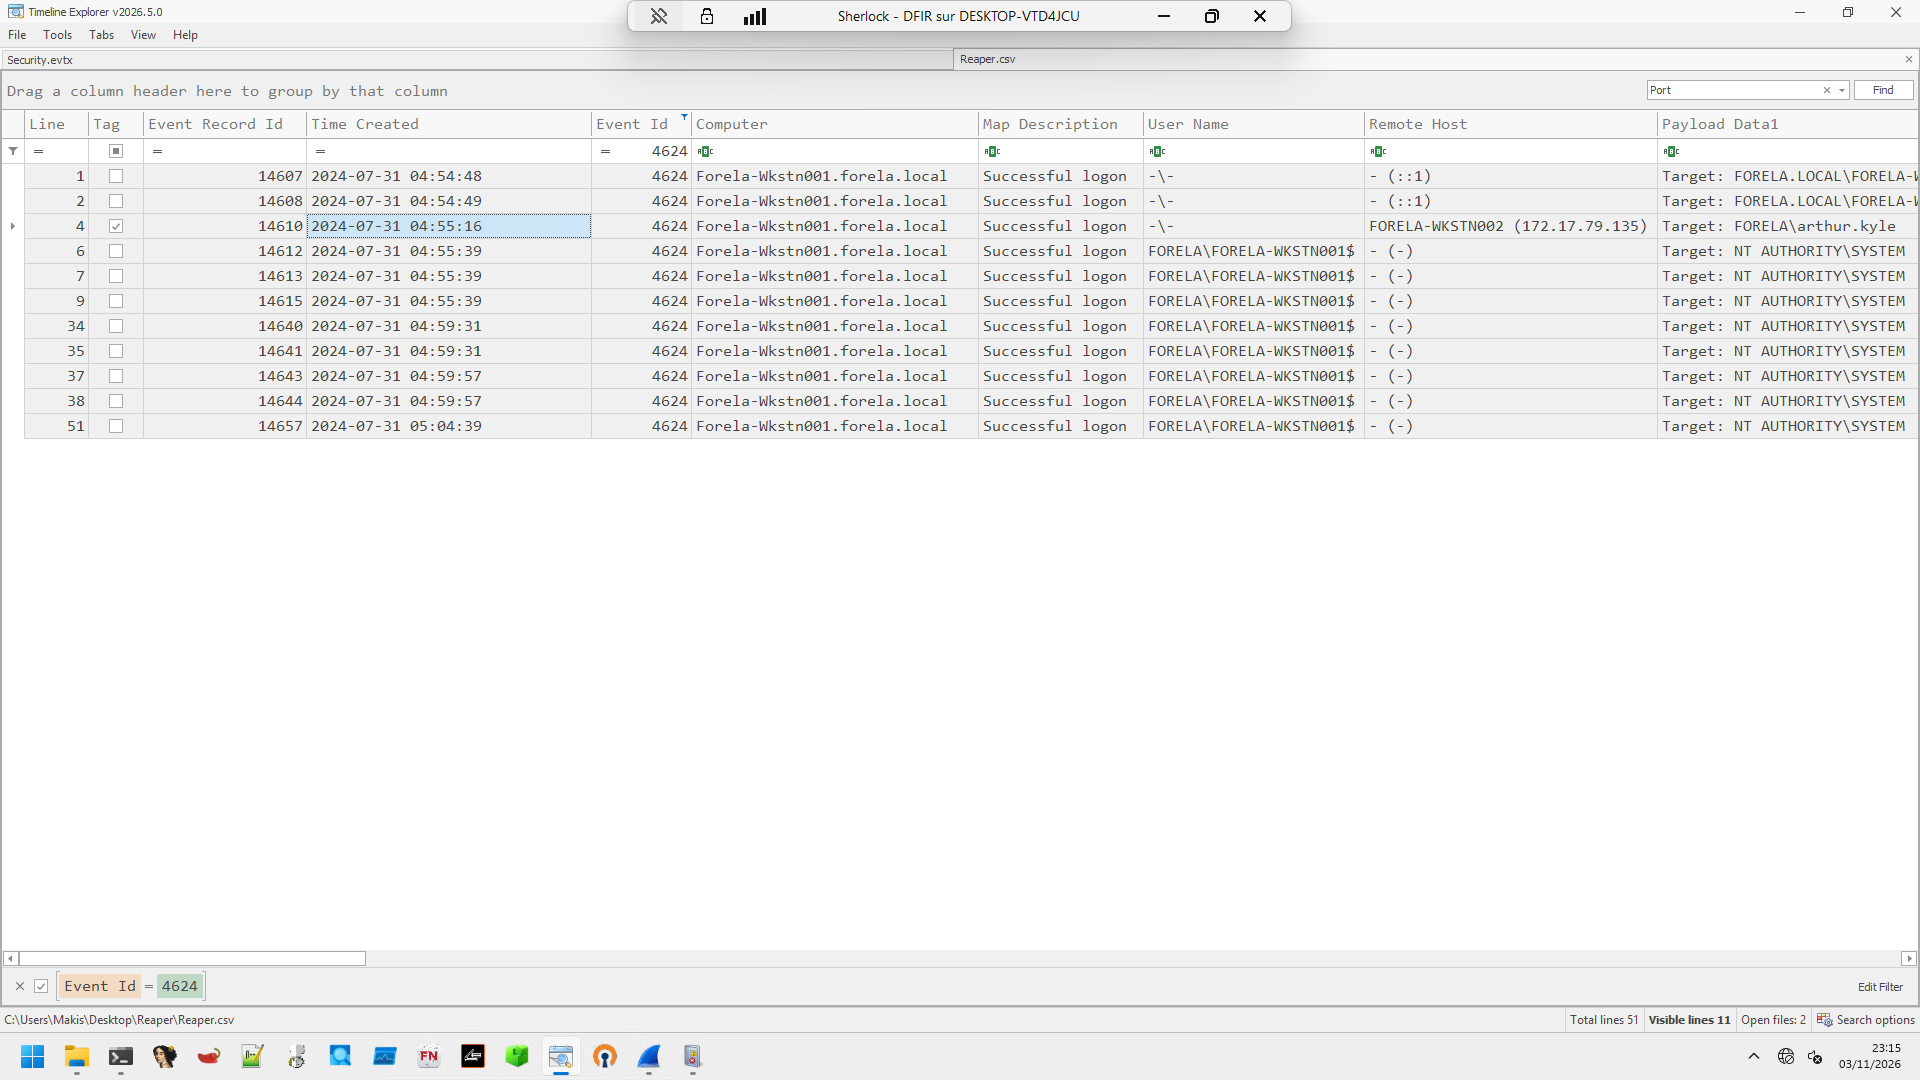 Timeline Explorer v2026.5.0
Sherlock - DFIR sur DESKTOP-VTD4JCU
File Tools Tabs View Help
Security.evtx Reaper.csv
Drag a column header here to group by that column Port Find
Line Tag Event Record Id Time Created Event Id Computer Map Description User Name Remote Host Payload Data1
= = = = 4624
1 14607 2024-07-31 04:54:48 4624 Forela-Wkstn001.forela.local Successful logon -\- - (::1) Target: FORELA.LOCAL\FORELA-W
2 14608 2024-07-31 04:54:49 4624 Forela-Wkstn001.forela.local Successful logon -\- - (::1) Target: FORELA.LOCAL\FORELA-W
4 14610 2024-07-31 04:55:16 4624 Forela-Wkstn001.forela.local Successful logon -\- FORELA-WKSTN002 (172.17.79.135) Target: FORELA\arthur.kyle
6 14612 2024-07-31 04:55:39 4624 Forela-Wkstn001.forela.local Successful logon FORELA\FORELA-WKSTN001$ - (-) Target: NT AUTHORITY\SYSTEM
7 14613 2024-07-31 04:55:39 4624 Forela-Wkstn001.forela.local Successful logon FORELA\FORELA-WKSTN001$ - (-) Target: NT AUTHORITY\SYSTEM
9 14615 2024-07-31 04:55:39 4624 Forela-Wkstn001.forela.local Successful logon FORELA\FORELA-WKSTN001$ - (-) Target: NT AUTHORITY\SYSTEM
34 14640 2024-07-31 04:59:31 4624 Forela-Wkstn001.forela.local Successful logon FORELA\FORELA-WKSTN001$ - (-) Target: NT AUTHORITY\SYSTEM
35 14641 2024-07-31 04:59:31 4624 Forela-Wkstn001.forela.local Successful logon FORELA\FORELA-WKSTN001$ - (-) Target: NT AUTHORITY\SYSTEM
37 14643 2024-07-31 04:59:57 4624 Forela-Wkstn001.forela.local Successful logon FORELA\FORELA-WKSTN001$ - (-) Target: NT AUTHORITY\SYSTEM
38 14644 2024-07-31 04:59:57 4624 Forela-Wkstn001.forela.local Successful logon FORELA\FORELA-WKSTN001$ - (-) Target: NT AUTHORITY\SYSTEM
51 14657 2024-07-31 05:04:39 4624 Forela-Wkstn001.forela.local Successful logon FORELA\FORELA-WKSTN001$ - (-) Target: NT AUTHORITY\SYSTEM
Event Id = 4624 Edit Filter
C:\Users\Makis\Desktop\Reaper\Reaper.csv Total lines 51 Visible lines 11 Open files: 2 Search options
FN 23:15
03/11/2026